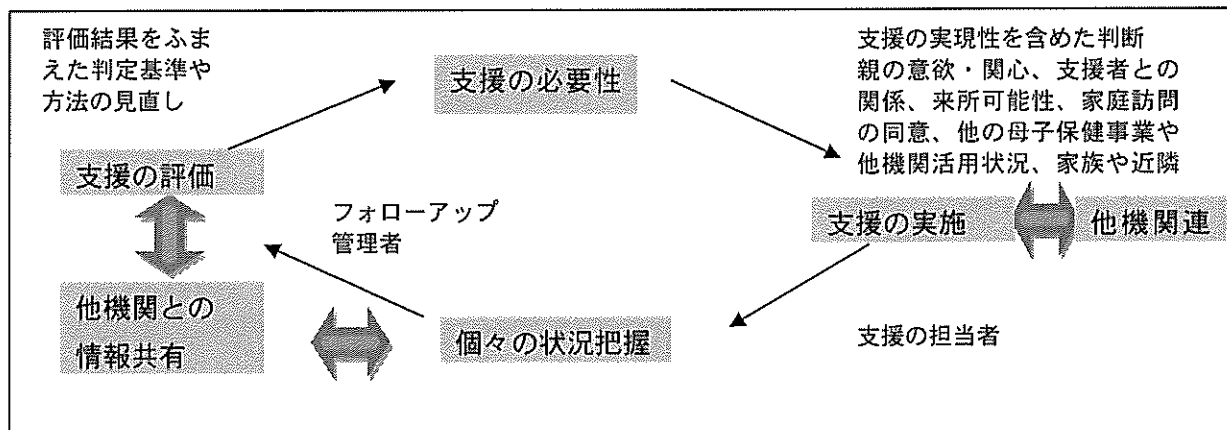 評価結果をふま
えた判定基準や
方法の見直し
支援の必要性
支援の実現性を含めた判断
親の意欲・関心、支援者との
関係、来所可能性、家庭訪問
の同意、他の母子保健事業や
他機関活用状況、家族や近隣
支援の評価
フォローアップ
管理者
支援の実施
他機関連
他機関との
情報共有
個々の状況把握
支援の担当者